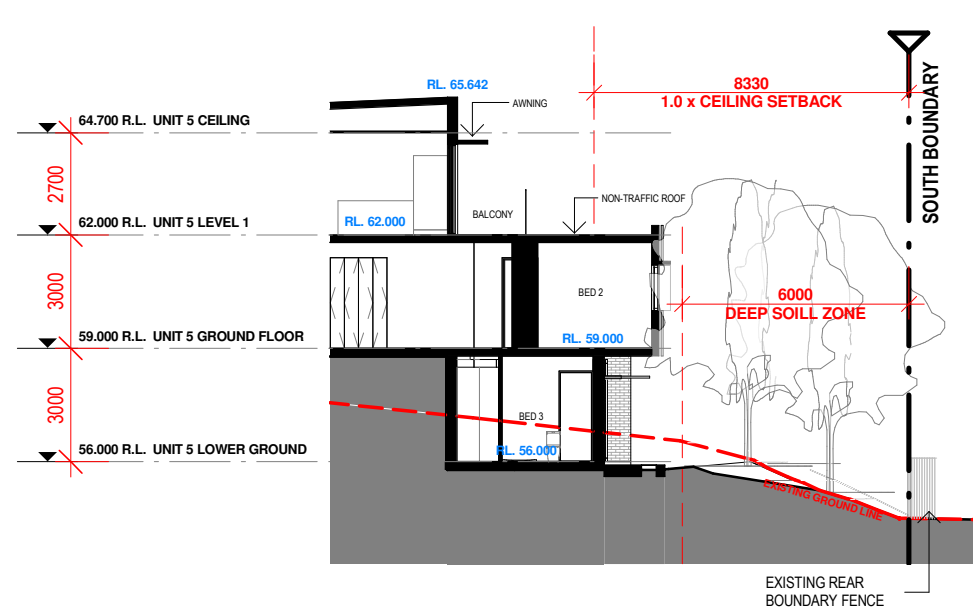 RL. 65.642
8330
1.0 x CEILING SETBACK
AWNING
64.700 R.L. UNIT 5 CEILING
SOUTH BOUNDARY
2700
NON-TRAFFIC ROOF
62.000 R.L. UNIT 5 LEVEL 1
RL. 62.000
BALCONY
3000
BED 2
6000
DEEP SOILL ZONE
59.000 R.L. UNIT 5 GROUND FLOOR
RL. 59.000
3000
BED 3
56.000 R.L. UNIT 5 LOWER GROUND
RL. 56.000
EXISTING GROUND LINE
EXISTING REAR
BOUNDARY FENCE